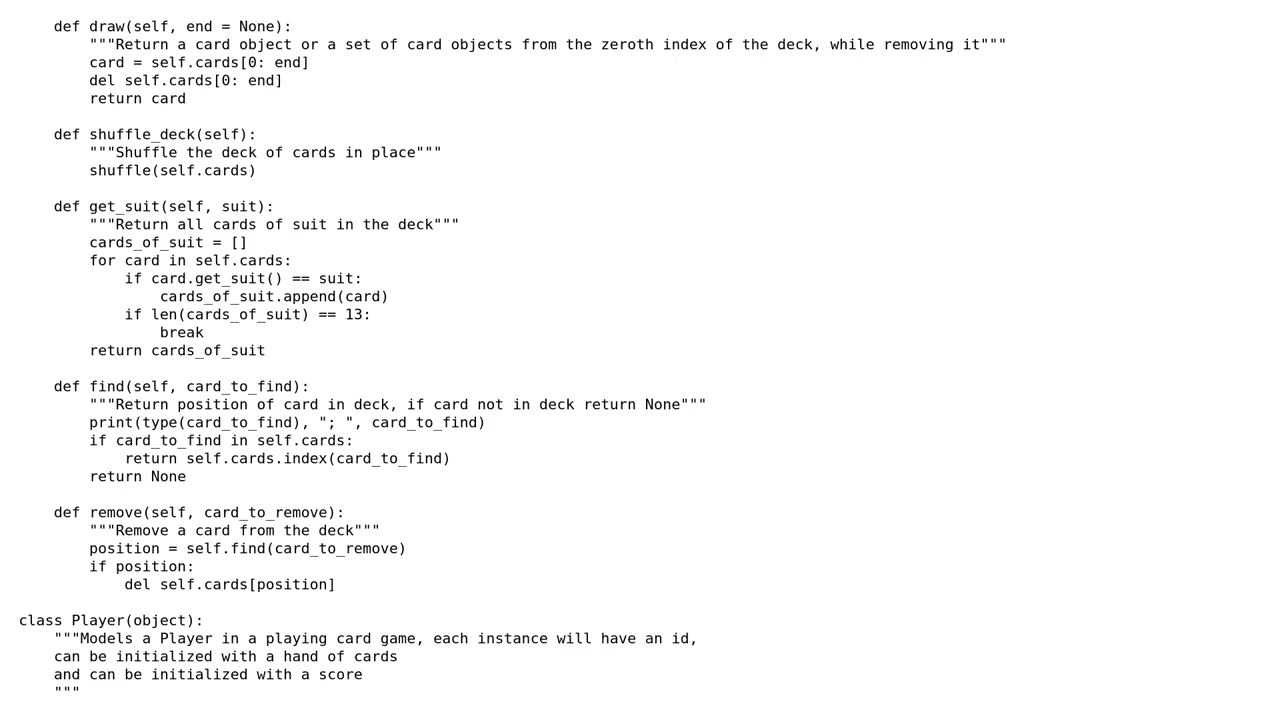 def draw(self, end = None):
        """Return a card object or a set of card objects from the zeroth index of the deck, while removing it"""
        card = self.cards[0: end]
        del self.cards[0: end]
        return card

    def shuffle_deck(self):
        """Shuffle the deck of cards in place"""
        shuffle(self.cards)

    def get_suit(self, suit):
        """Return all cards of suit in the deck"""
        cards_of_suit = []
        for card in self.cards:
            if card.get_suit() == suit:
                cards_of_suit.append(card)
            if len(cards_of_suit) == 13:
                break
        return cards_of_suit

    def find(self, card_to_find):
        """Return position of card in deck, if card not in deck return None"""
        print(type(card_to_find), "; ", card_to_find)
        if card_to_find in self.cards:
            return self.cards.index(card_to_find)
        return None

    def remove(self, card_to_remove):
        """Remove a card from the deck"""
        position = self.find(card_to_remove)
        if position:
            del self.cards[position]

class Player(object):
    """Models a Player in a playing card game, each instance will have an id,
    can be initialized with a hand of cards
    and can be initialized with a score
    """